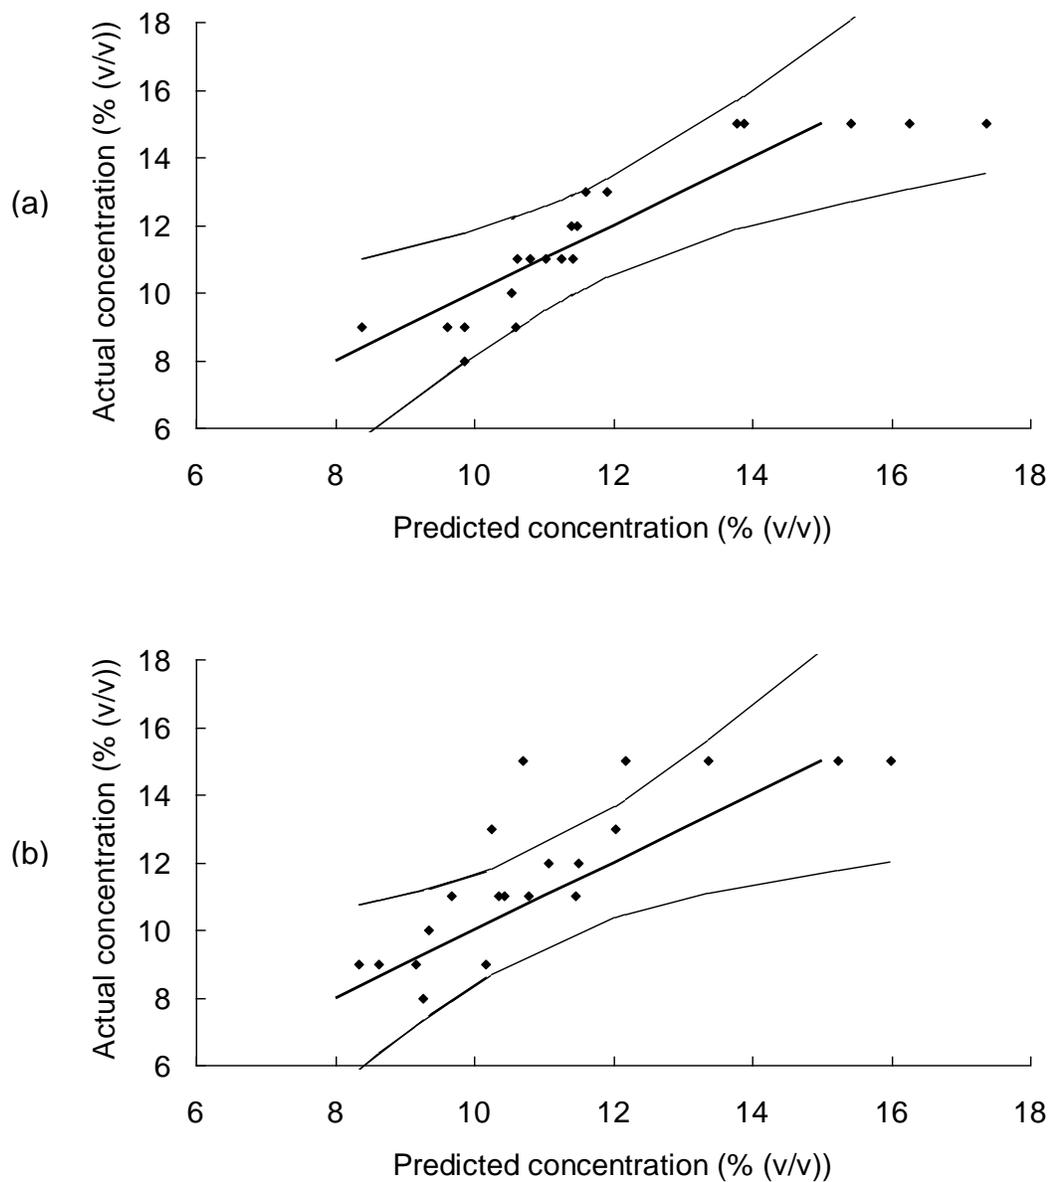 (a)
Actual concentration (% (v/v))
18
16
14
12
10
8
6
6 8 10 12 14 16 18
Predicted concentration (% (v/v))
(b)
Actual concentration (% (v/v))
18
16
14
12
10
8
6
6 8 10 12 14 16 18
Predicted concentration (% (v/v))